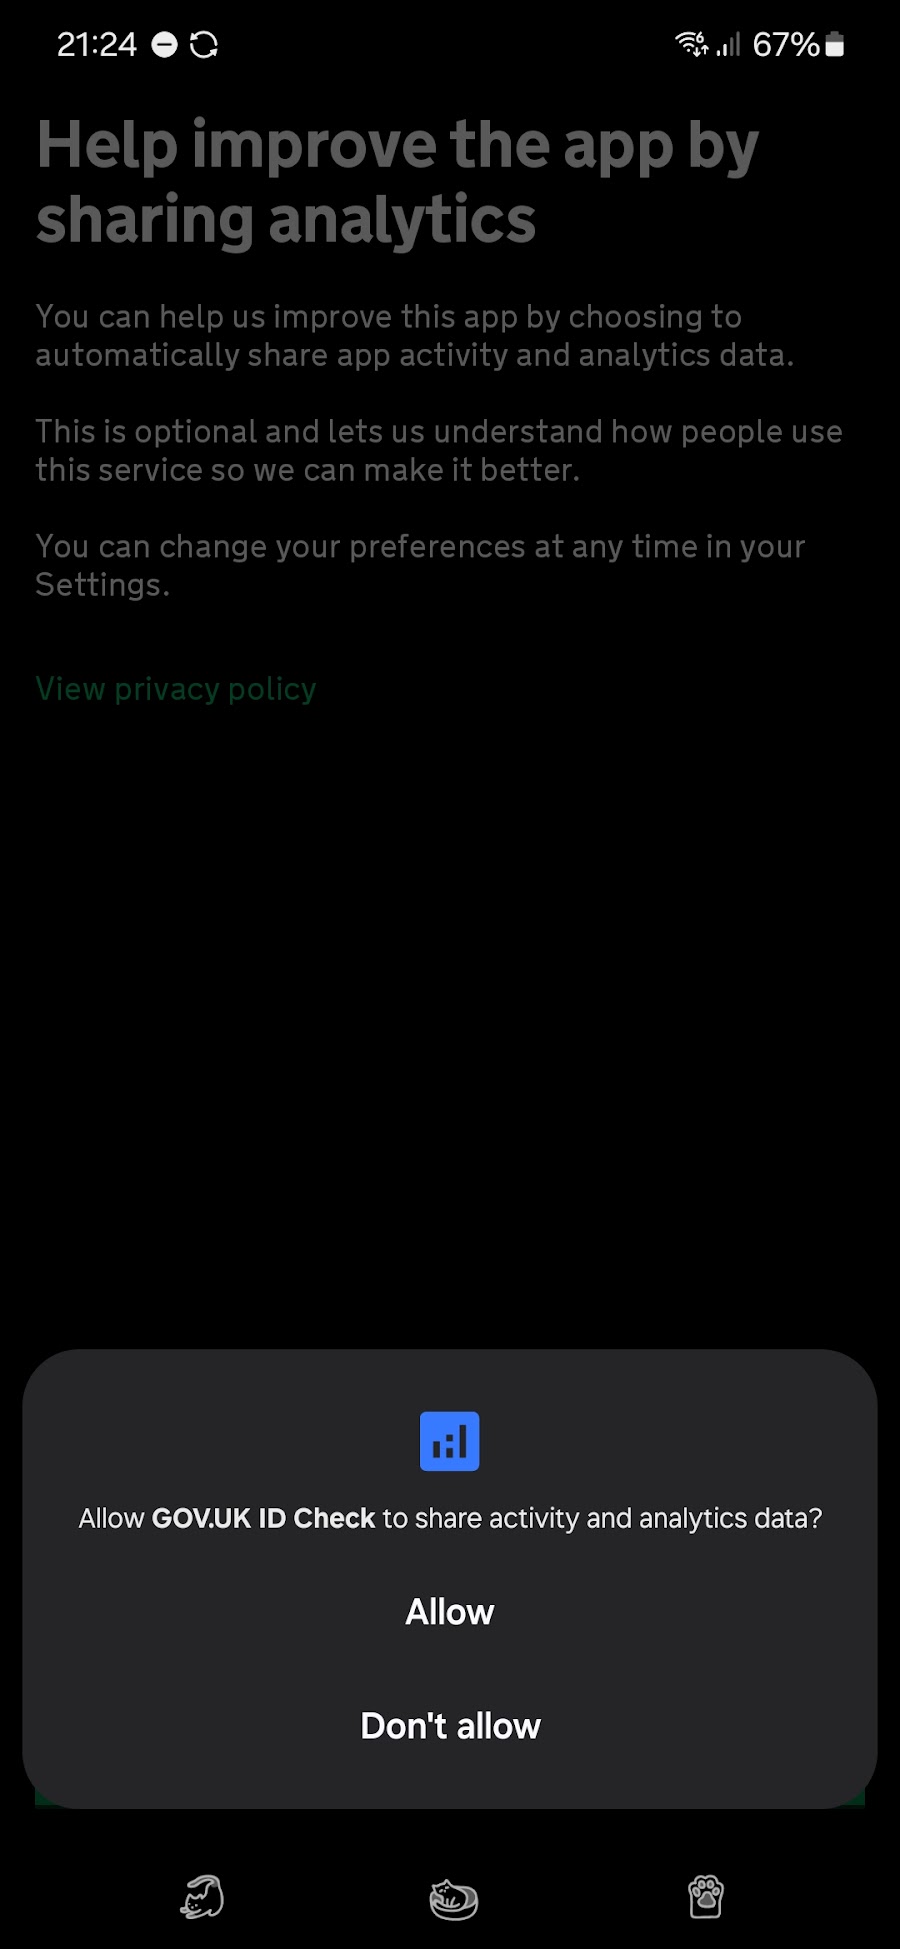 21:24
67%
Help improve the app by
sharing analytics
You can help us improve this app by choosing to
automatically share app activity and analytics data.
This is optional and lets us understand how people use
this service so we can make it better.
You can change your preferences at any time in your
Settings.
View privacy policy
Allow GOV.UK ID Check to share activity and analytics data?
Allow
Don't allow